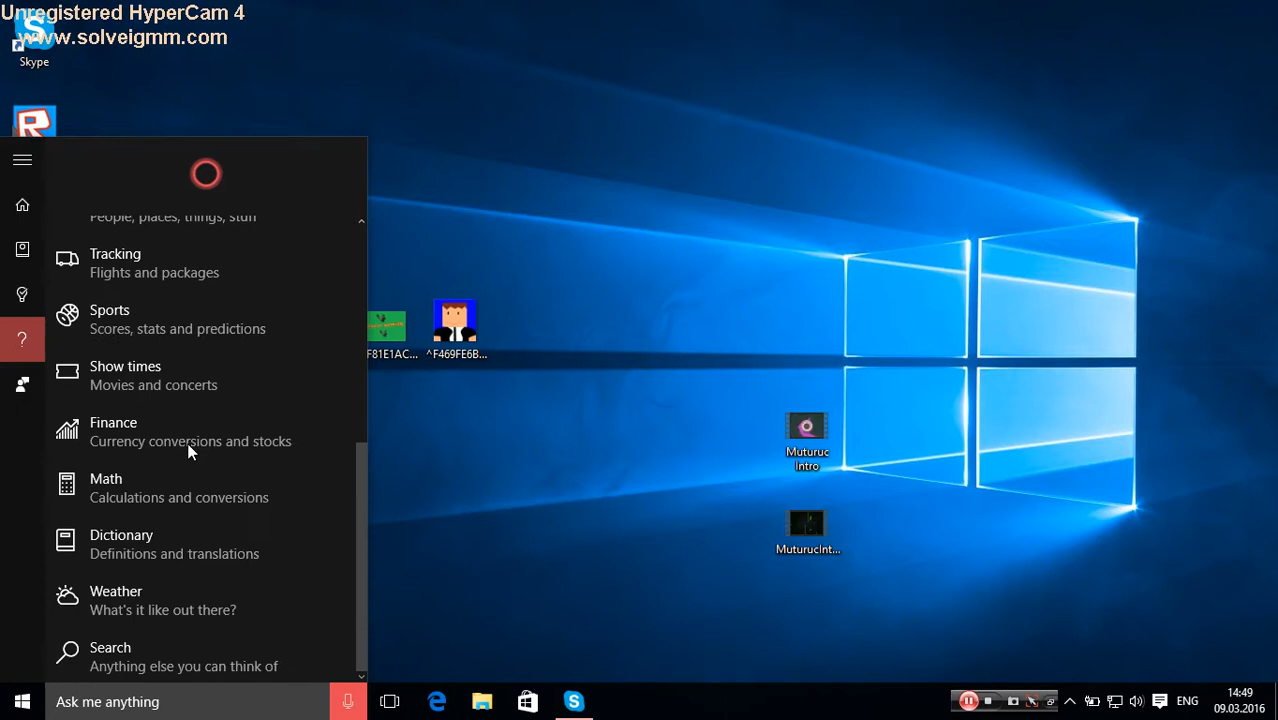 Unregistered HyperCam 4
www.solveigmm.com
Skype
People, places, things, stuff
Tracking
Flights and packages
Sports
Scores, stats and predictions
Show times
Movies and concerts
Finance
Currency conversions and stocks
Math
Calculations and conversions
Dictionary
Definitions and translations
Weather
What's it like out there?
Search
Anything else you can think of
F81E1AC...
^F469FE6B...
Muturuc
Intro
MuturucInt...
Ask me anything
ENG
14:49
09.03.2016